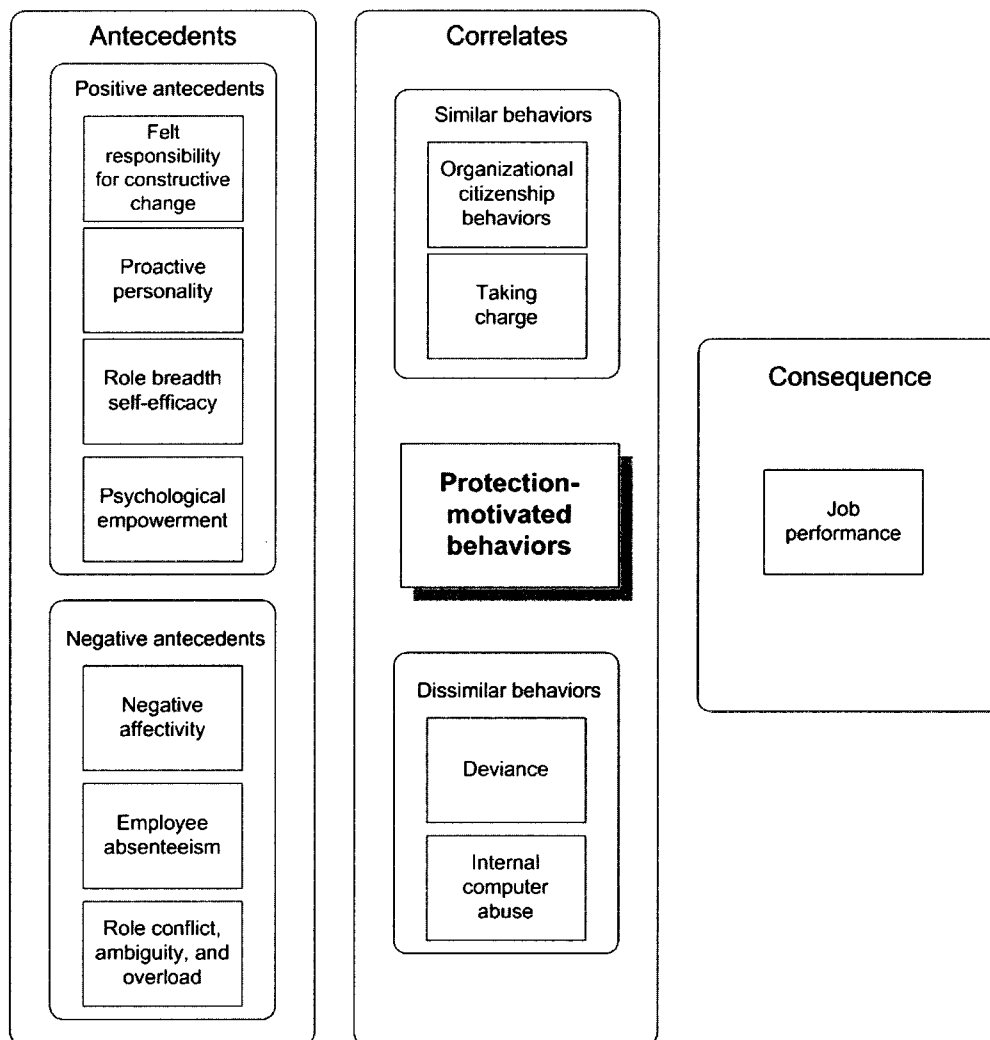 Antecedents
Positive antecedents
Felt
responsibility
for constructive
change
Proactive
personality
Role breadth
self-efficacy
Psychological
empowerment
Negative antecedents
Negative
affectivity
Employee
absenteeism
Role conflict,
ambiguity, and
overload
Correlates
Similar behaviors
Organizational
citizenship
behaviors
Taking
charge
Protection-
motivated
behaviors
Dissimilar behaviors
Deviance
Internal
computer
abuse
Consequence
Job
performance